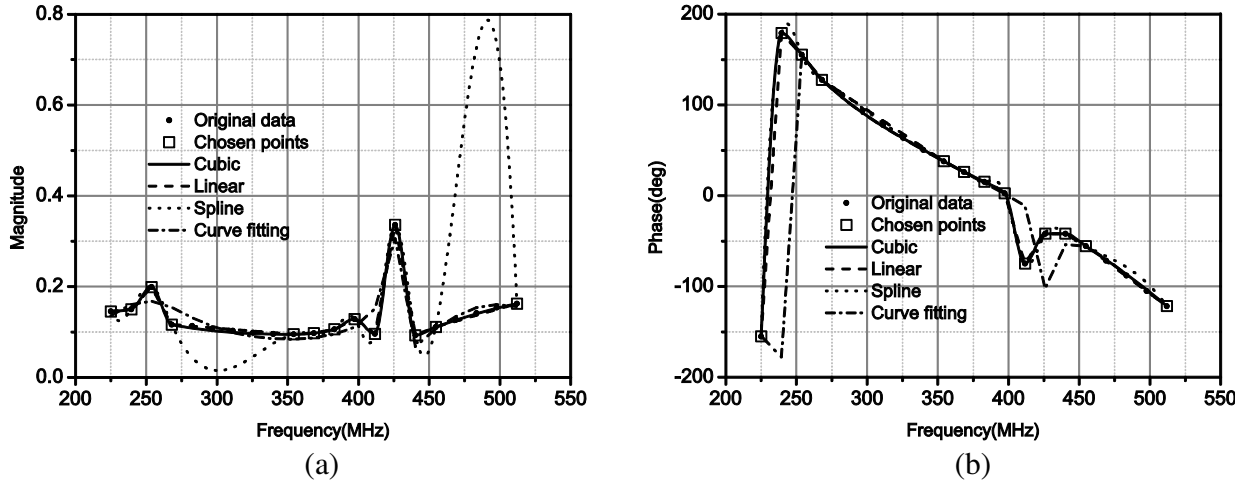 0.8
0.6
0.4
0.2
0.0
200 250 300 350 400 450 500 550
Magnitude
Frequency(MHz)
Original data
Chosen points
Cubic
Linear
Spline
Curve fitting
(a)
200
100
0
-100
-200
200 250 300 350 400 450 500 550
Phase(deg)
Frequency(MHz)
Original data
Chosen points
Cubic
Linear
Spline
Curve fitting
(b)